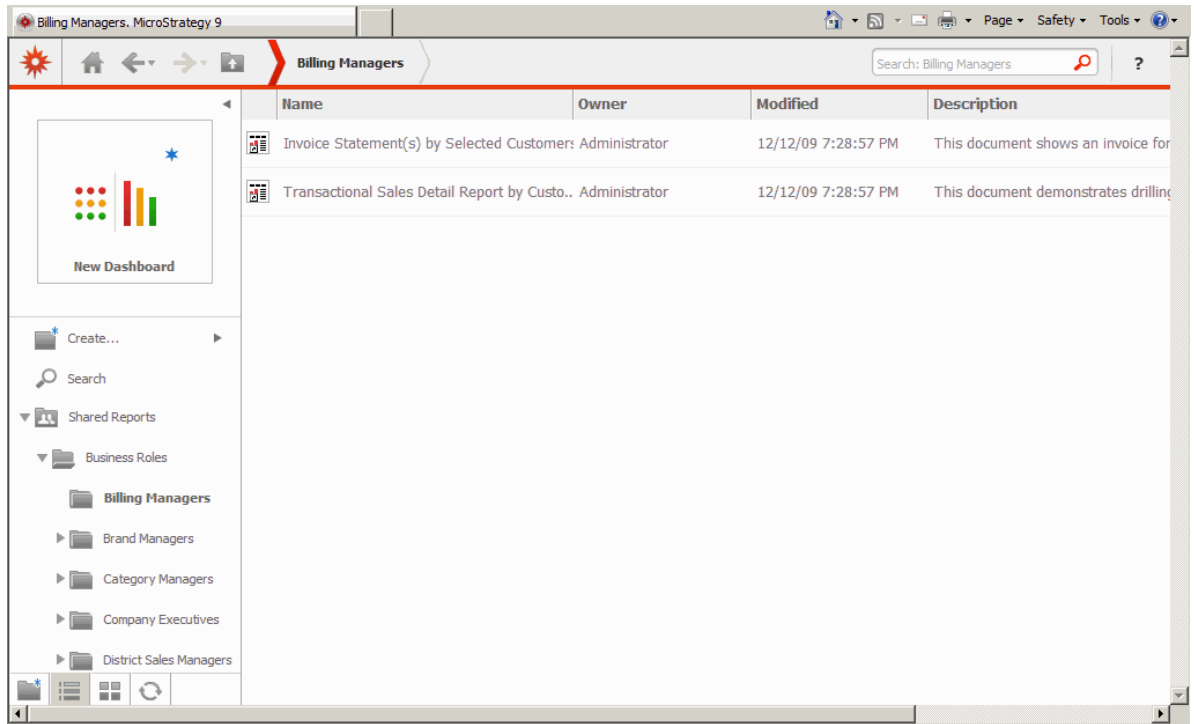 Billing Managers. MicroStrategy 9
Page Safety Tools
Billing Managers
Search: Billing Managers
?
Name Owner Modified Description
Invoice Statement(s) by Selected Customers Administrator 12/12/09 7:28:57 PM This document shows an invoice for
Transactional Sales Detail Report by Custo.. Administrator 12/12/09 7:28:57 PM This document demonstrates drilling
New Dashboard
Create...
Search
Shared Reports
Business Roles
Billing Managers
Brand Managers
Category Managers
Company Executives
District Sales Managers